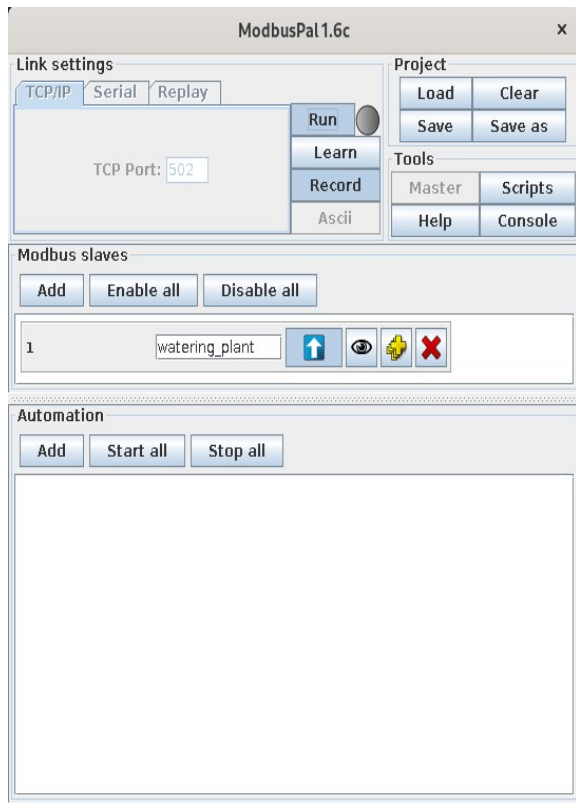 ModbusPal 1.6c x
Link settings
TCP/IP Serial Replay
TCP Port: 502
Run
Learn
Record
Ascii
Project
Load Clear
Save Save as
Tools
Master Scripts
Help Console
Modbus slaves
Add Enable all Disable all
1 watering_plant
Automation
Add Start all Stop all